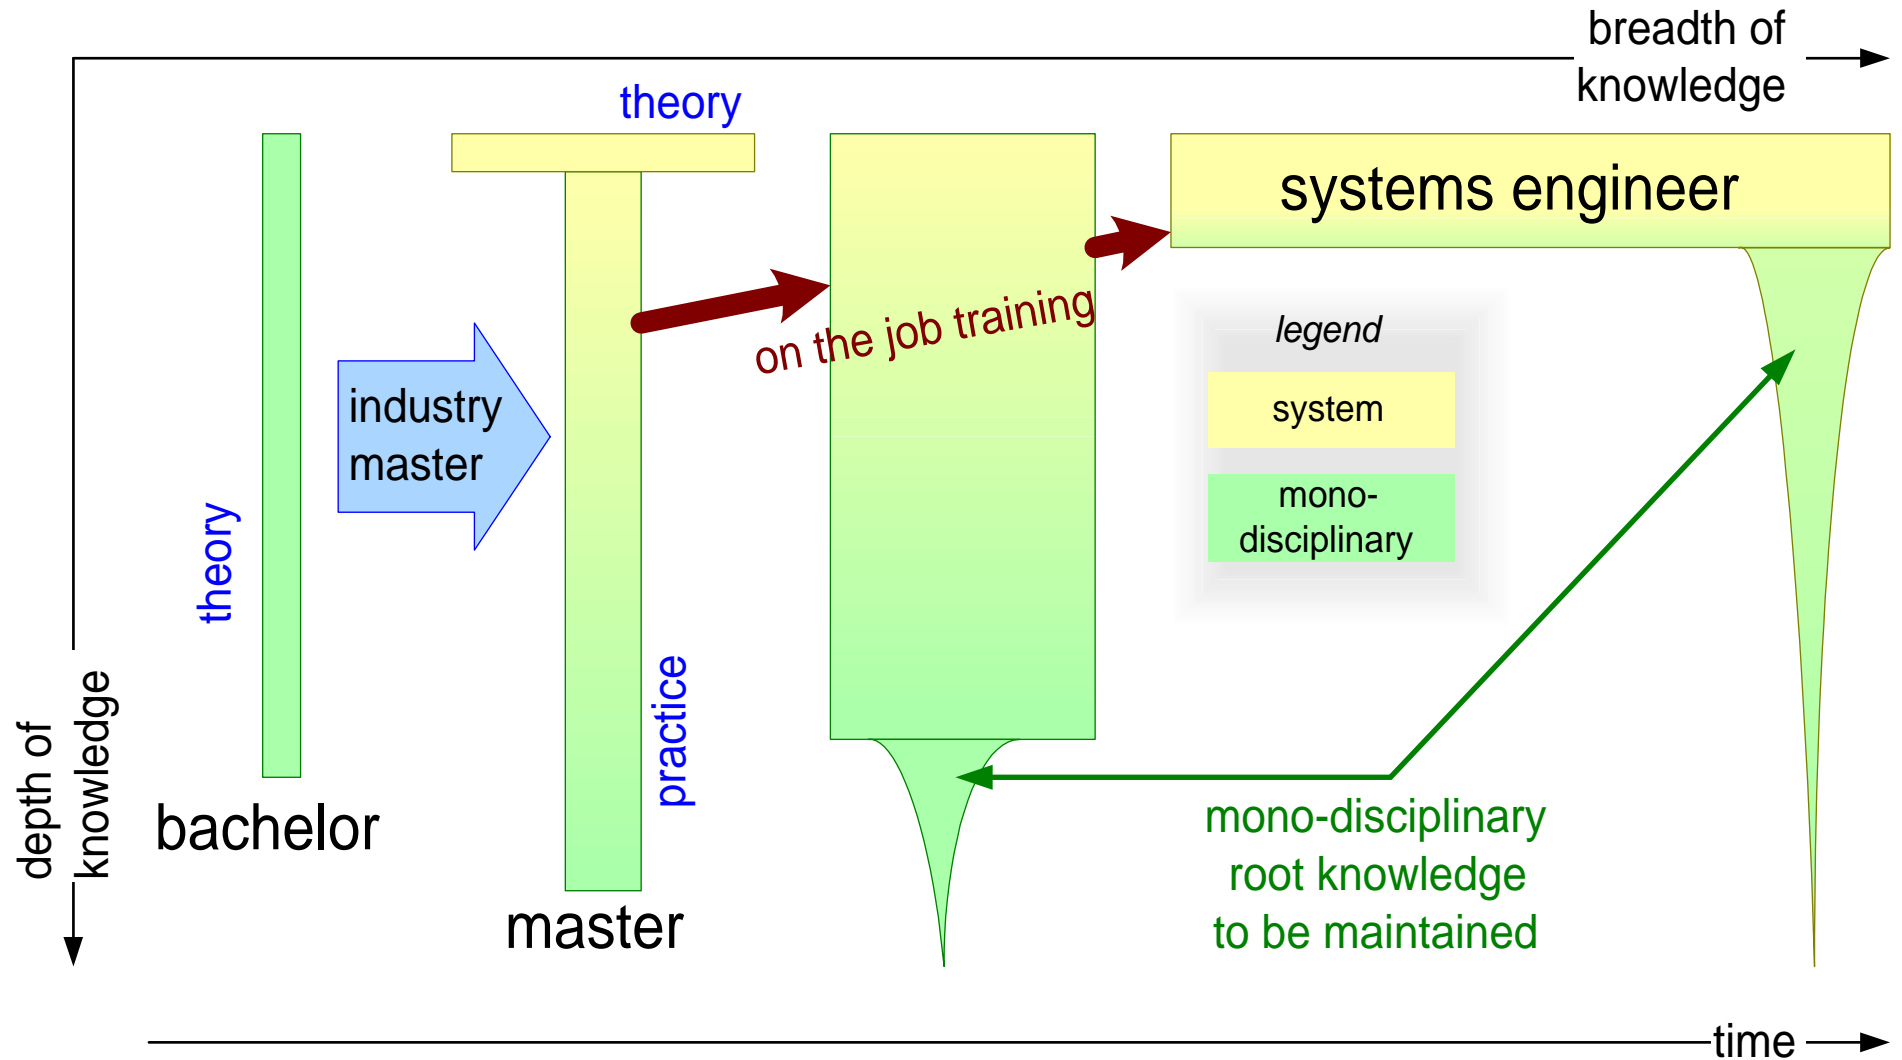 breadth of
knowledge
theory
systems engineer
on the job training
legend
system
mono-
disciplinary
industry
master
theory
practice
depth of
knowledge
bachelor
master
mono-disciplinary
root knowledge
to be maintained
time